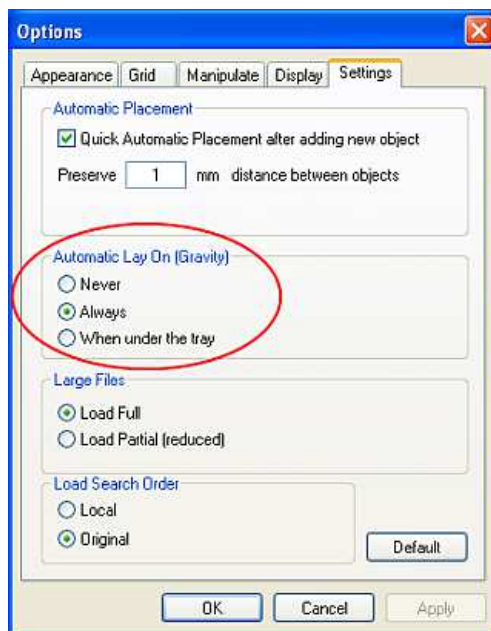 Options
Appearance Grid Manipulate Display Settings
Automatic Placement
Quick Automatic Placement after adding new object
Preserve 1 mm distance between objects
Automatic Lay On (Gravity)
Never
Always
When under the tray
Large Files
Load Full
Load Partial (reduced)
Load Search Order
Local
Original
Default
OK Cancel Apply